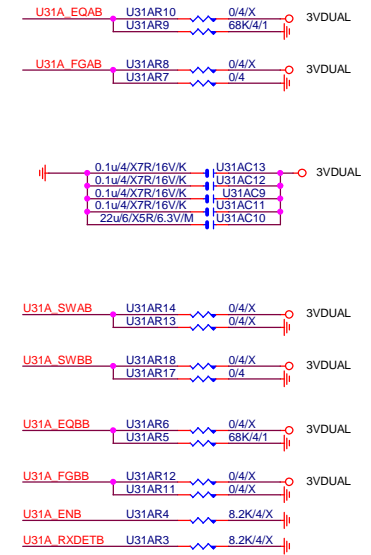 U31A_EQAB U31AR10 0/4/X 3VDUAL
U31AR9 68K/4/1
U31A_FGAB U31AR8 0/4/X 3VDUAL
U31AR7 0/4
0.1u/4/X7R/16V/K U31AC13 3VDUAL
0.1u/4/X7R/16V/K U31AC12
0.1u/4/X7R/16V/K U31AC9
0.1u/4/X7R/16V/K U31AC11
22u/6/X5R/6.3V/M U31AC10
U31A_SWAB U31AR14 0/4/X 3VDUAL
U31AR13 0/4/X
U31A_SWBB U31AR18 0/4/X 3VDUAL
U31AR17 0/4
U31A_EQBB U31AR6 0/4/X 3VDUAL
U31AR5 68K/4/1
U31A_FGBB U31AR12 0/4/X 3VDUAL
U31AR11 0/4/X
U31A_ENB U31AR4 8.2K/4/X
U31A_RXDETB U31AR3 8.2K/4/X